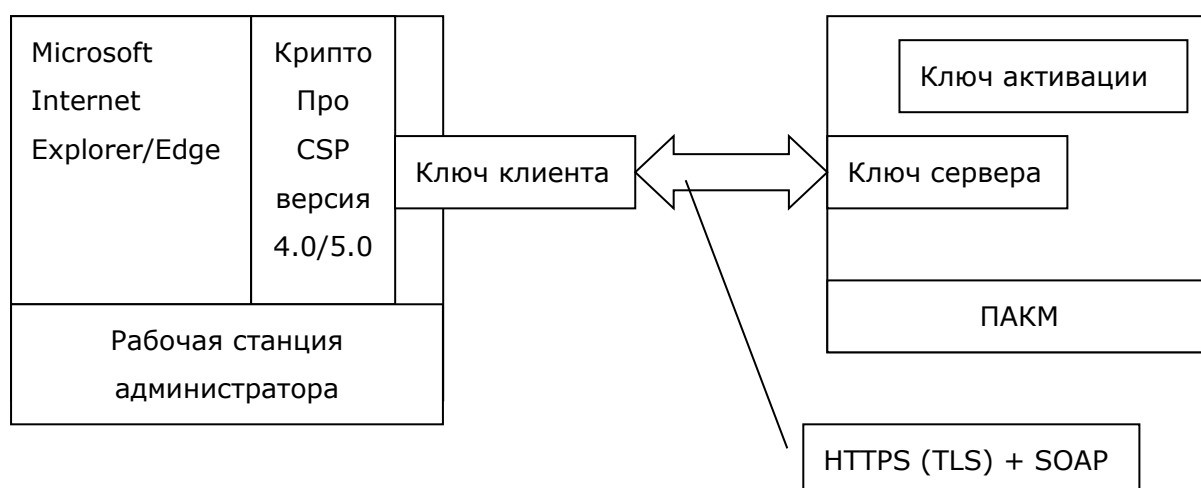 Microsoft
Internet
Explorer/Edge
Крипто
Про
CSP
версия
4.0/5.0
Ключ клиента
Рабочая станция
администратора
Ключ активации
Ключ сервера
ПАКМ
HTTPS (TLS) + SOAP